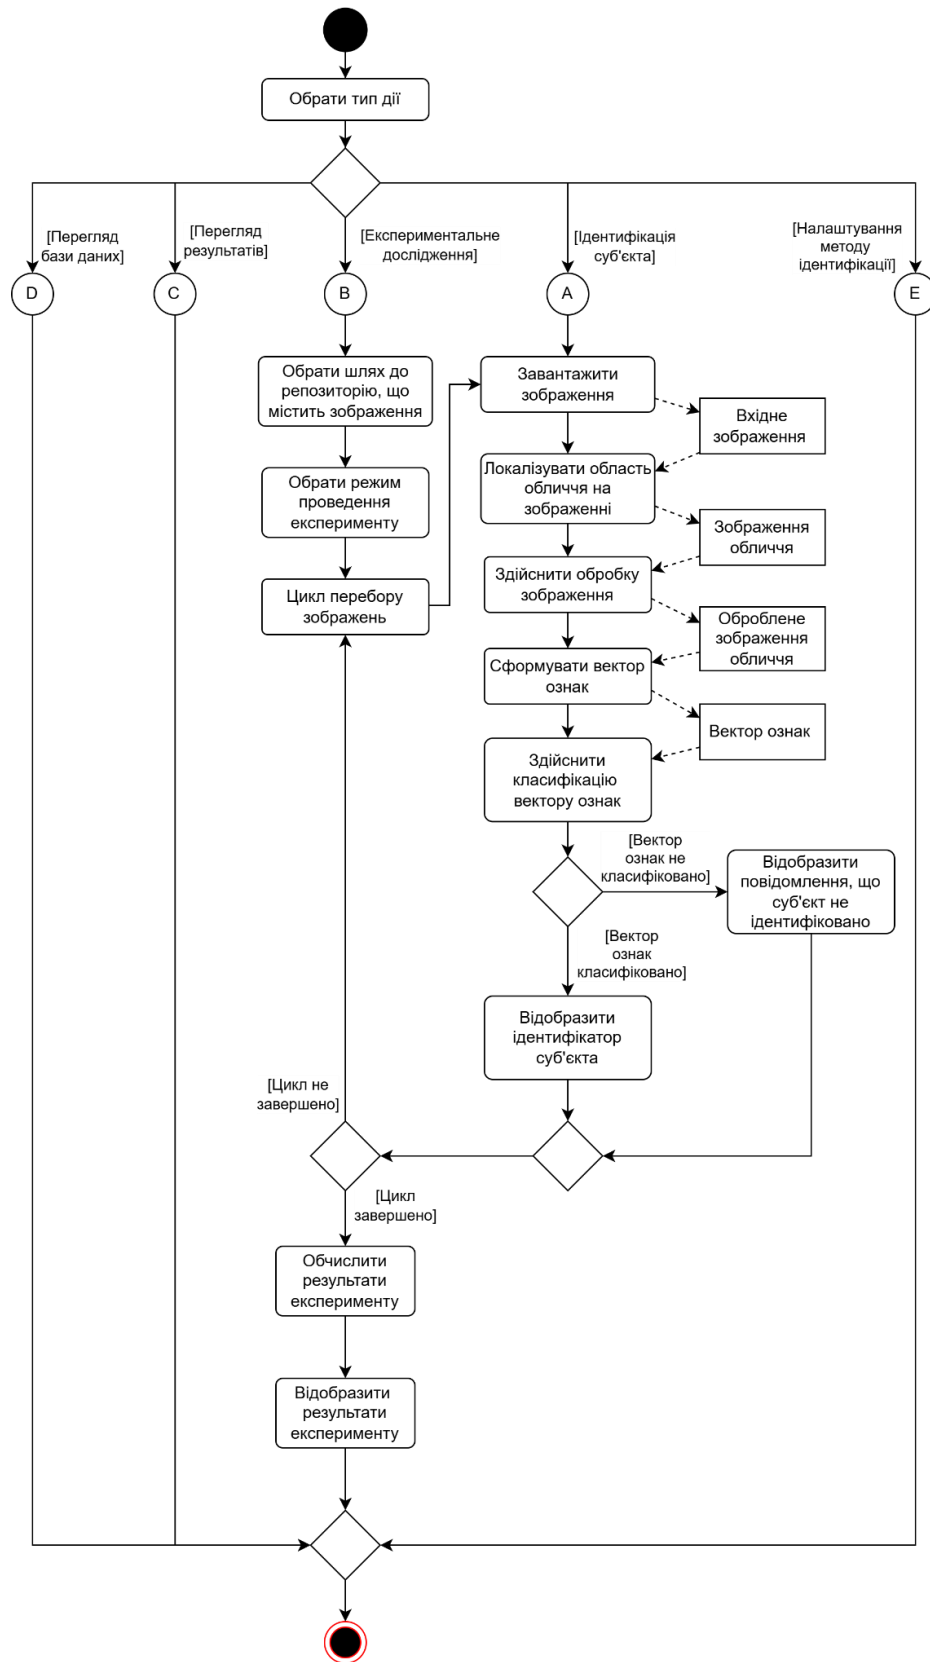 Обрати тип дії
[Перегляд
бази даних]
[Перегляд
результатів]
[Експериментальне
дослідження]
[Ідентифікація
суб'єкта]
[Налаштування
методу
ідентифікації]
D
C
B
A
E
Обрати шлях до
репозиторію, що
містить зображення
Завантажити
зображення
Вхідне
зображення
Обрати режим
проведення
експерименту
Локалізувати область
обличчя на
зображенні
Зображення
обличчя
Цикл перебору
зображень
Здійснити обробку
зображення
Оброблене
зображення
обличчя
Сформувати вектор
ознак
Вектор ознак
Здійснити
класифікацію
вектору ознак
[Вектор
ознак не
класифіковано]
Відобразити
повідомлення, що
суб'єкт не
ідентифіковано
[Вектор
ознак
класифіковано]
Відобразити
ідентифікатор
суб'єкта
[Цикл не
завершено]
[Цикл
завершено]
Обчислити
результати
експерименту
Відобразити
результати
експерименту